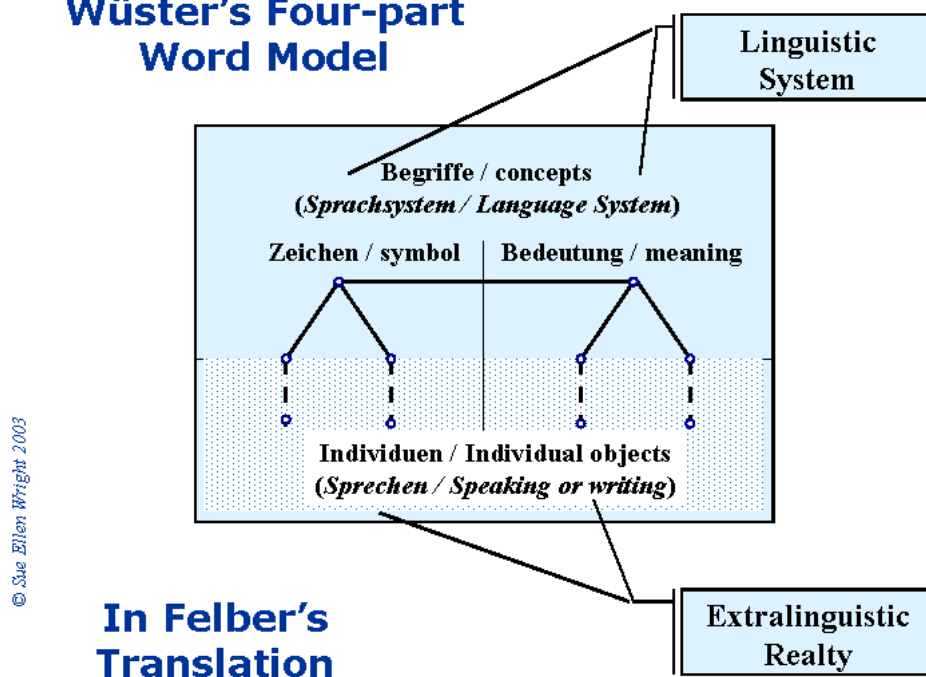 Wüster's Four-part
Word Model
Linguistic
System
Begriffe / concepts
(Sprachsystem / Language System)
Zeichen / symbol
Bedeutung / meaning
Individuen / Individual objects
(Sprechen / Speaking or writing)
© Sue Ellen Wright 2003
In Felber's
Translation
Extralinguistic
Realty